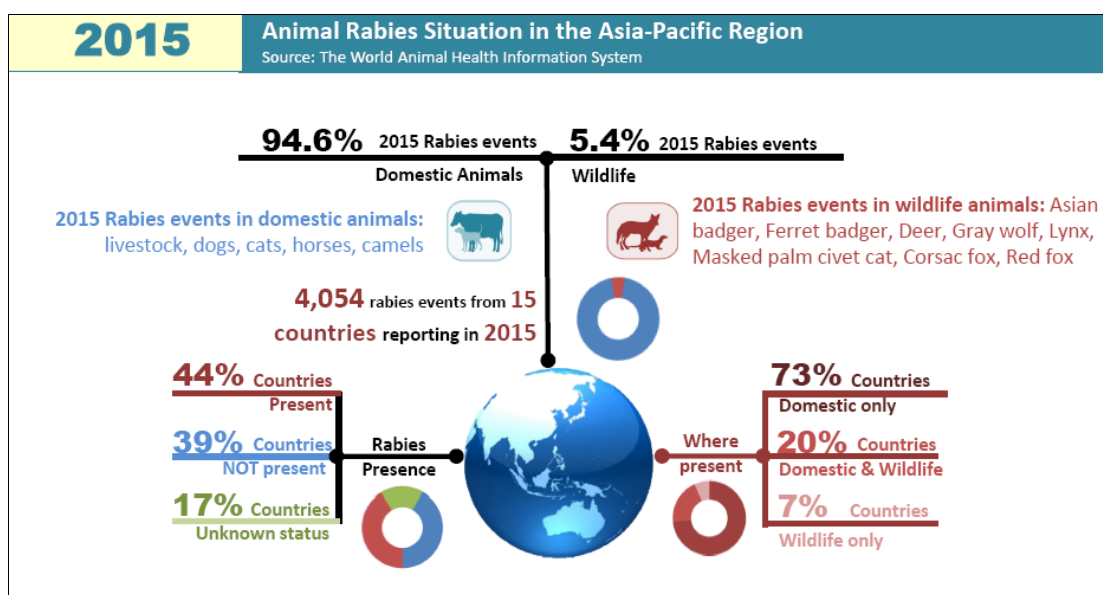 2015
Animal Rabies Situation in the Asia-Pacific Region
Source: The World Animal Health Information System
94.6% 2015 Rabies events
Domestic Animals
5.4% 2015 Rabies events
Wildlife
2015 Rabies events in domestic animals:
livestock, dogs, cats, horses, camels
2015 Rabies events in wildlife animals: Asian
badger, Ferret badger, Deer, Gray wolf, Lynx,
Masked palm civet cat, Corsac fox, Red fox
4,054 rabies events from 15
countries reporting in 2015
44% Countries
Present
39% Countries
NOT present
17% Countries
Unknown status
Rabies
Presence
Where
present
73% Countries
Domestic only
20% Countries
Domestic & Wildlife
7% Countries
Wildlife only